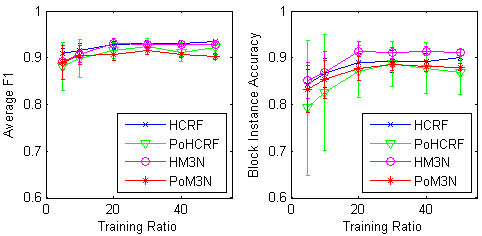 1
0.9
0.8
0.7
0.6
0
20
40
Average F1
Training Ratio
HCRF
PoHCRF
HM3N
PoM3N
1
0.9
0.8
0.7
0.6
0
20
40
Block Instance Accuracy
Training Ratio
HCRF
PoHCRF
HM3N
PoM3N